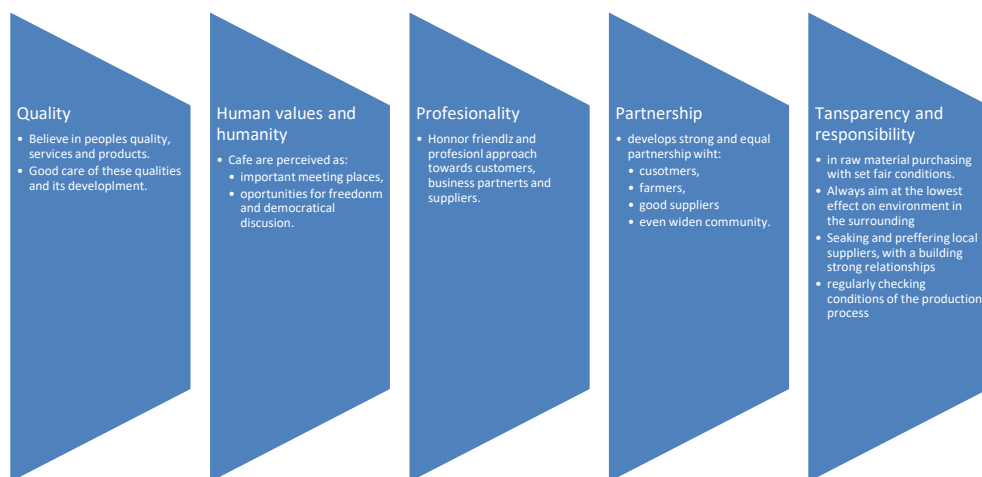 Quality
• Believe in peoples quality,
services and products.
• Good care of these qualities
and its developlment.
Human values and
humanity
• Cafe are perceived as:
• important meeting places,
• oportunities for freedonm
and democratical
discusion.
Profesionality
• Honnor friendlz and
profesionl approach
towards customers,
business partnerts and
suppliers.
Partnership
• develops strong and equal
partnership wiht:
• cusotmers,
• farmers,
• good suppliers
• even widen community.
Tansparency and
responsibility
• in raw material purchasing
with set fair conditions.
• Always aim at the lowest
effect on environment in
the surrounding
• Seaking and preffering local
suppliers, with a building
strong relationships
• regularly checking
conditions of the production
process